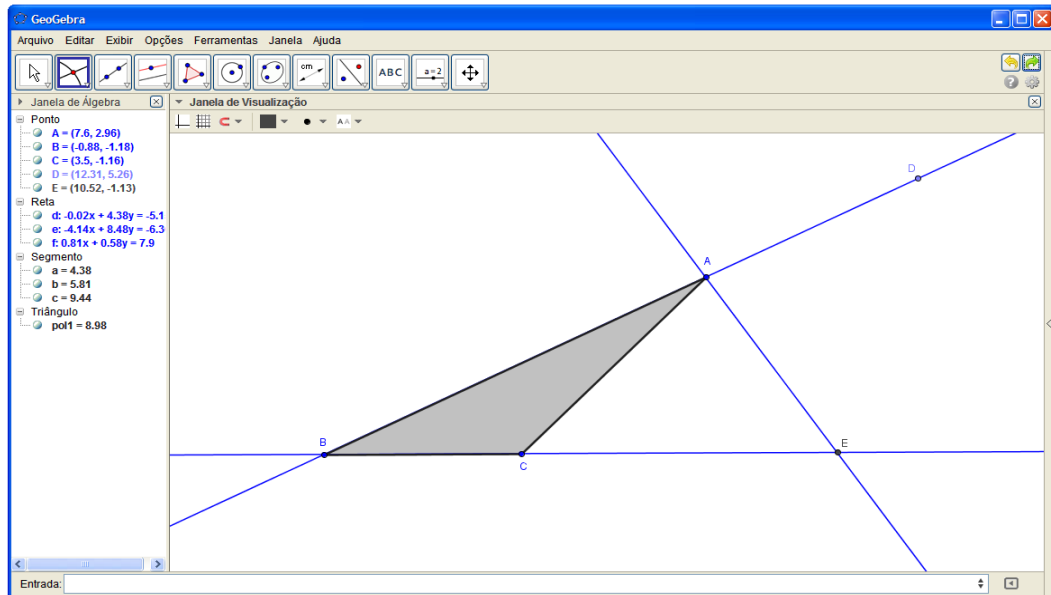 GeoGebra
Arquivo Editar Exibir Opções Ferramentas Janela Ajuda
cm ABC a=2
Janela de Álgebra
Janela de Visualização
AA
Ponto
A = (7.6, 2.96)
B = (-0.88, -1.18)
C = (3.5, -1.16)
D = (12.31, 5.26)
E = (10.52, -1.13)
Reta
d: -0.02x + 4.38y = -5.1
e: -4.14x + 8.48y = -6.3
f: 0.81x + 0.58y = 7.9
Segmento
a = 4.38
b = 5.81
c = 9.44
Triângulo
pol1 = 8.98
D
A
B
C
E
Entrada: